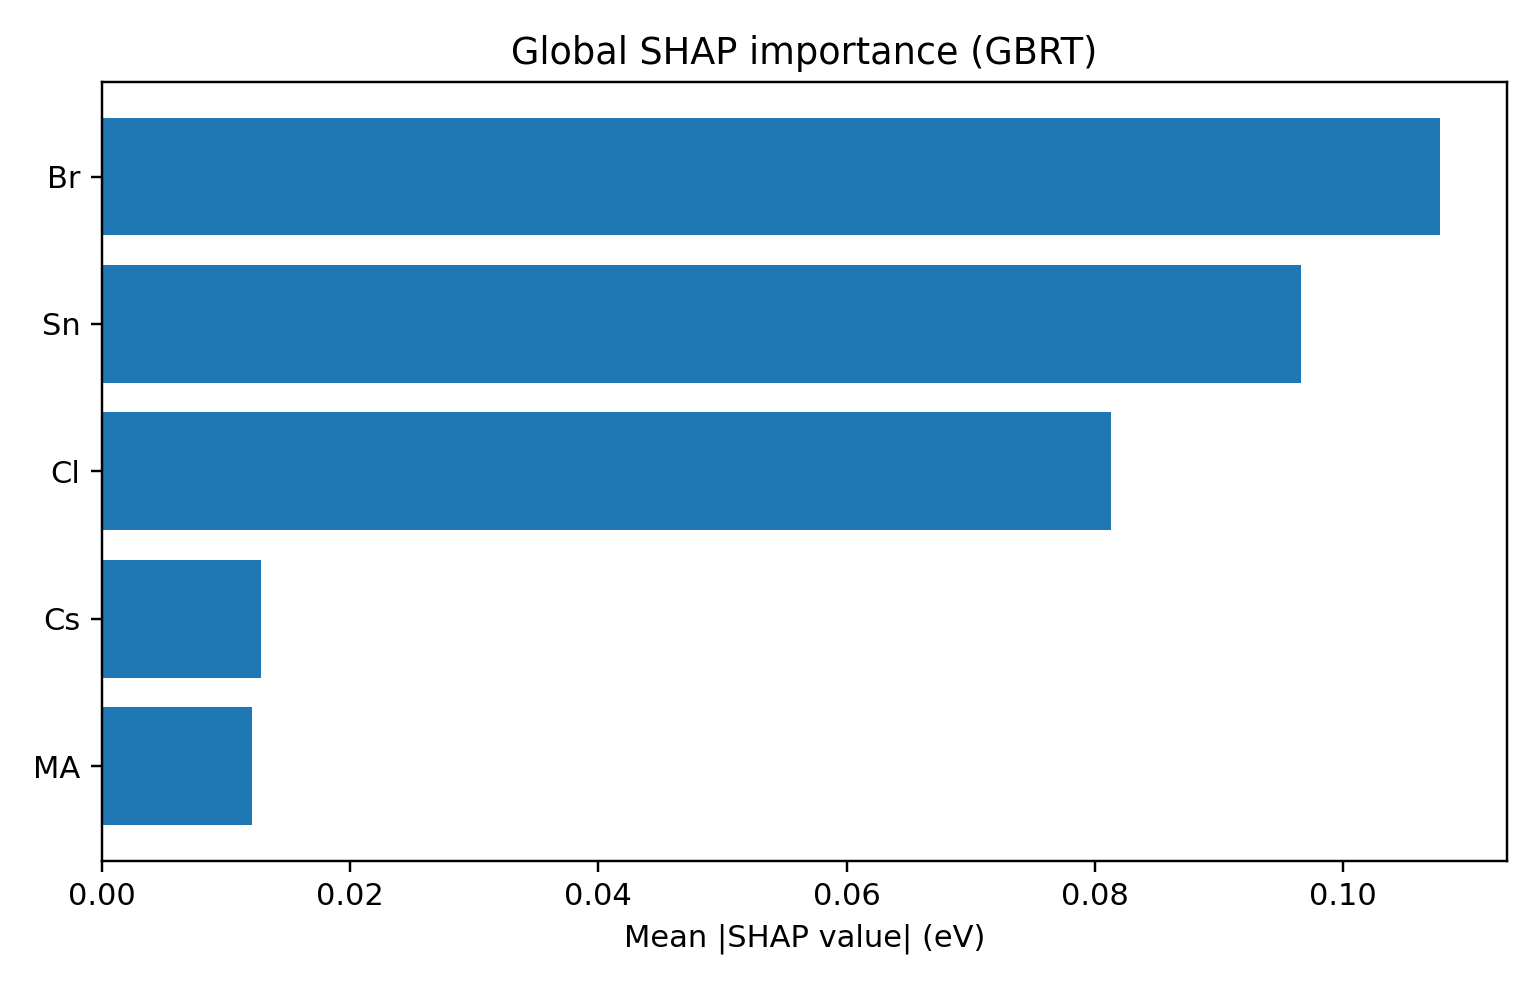 Global SHAP importance (GBRT)
Br
Sn
Cl
Cs
MA
0.00 0.02 0.04 0.06 0.08 0.10
Mean |SHAP value| (eV)